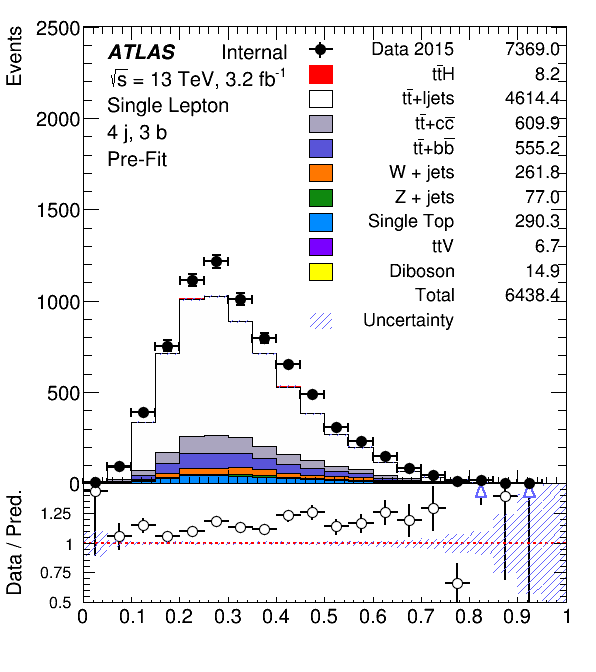 Events
2500
2000
1500
1000
500
0
ATLAS Internal
√s = 13 TeV, 3.2 fb⁻¹
Single Lepton
4 j, 3 b
Pre-Fit
Data 2015 7369.0
tt̄H 8.2
tt̄+ljets 4614.4
tt̄+cc̄ 609.9
tt̄+bb̄ 555.2
W + jets 261.8
Z + jets 77.0
Single Top 290.3
ttV 6.7
Diboson 14.9
Total 6438.4
Uncertainty
Data / Pred.
1.25
1
0.75
0.5
0 0.1 0.2 0.3 0.4 0.5 0.6 0.7 0.8 0.9 1